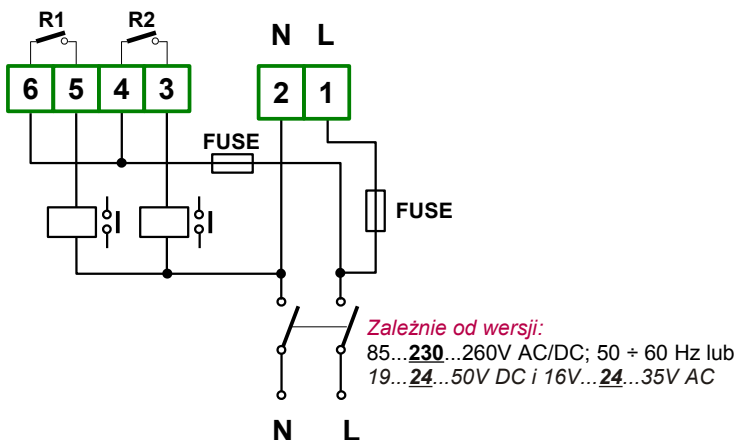 R1 R2
N L
6 5 4 3 2 1
FUSE
FUSE
Zależnie od wersji:
85...230...260V AC/DC; 50 ÷ 60 Hz lub
19...24...50V DC i 16V...24...35V AC
N L